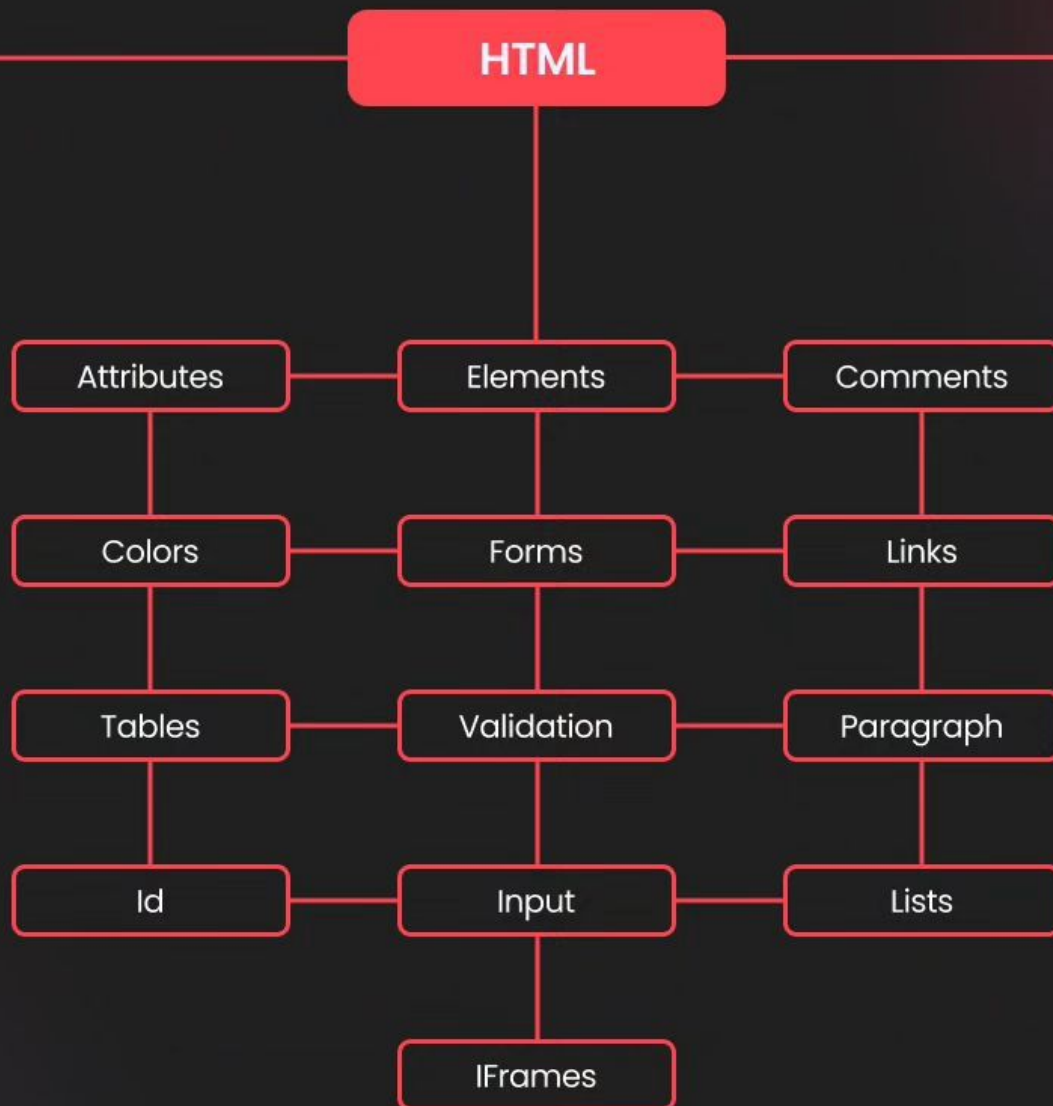 HTML
Attributes
Elements
Comments
Colors
Forms
Links
Tables
Validation
Paragraph
Id
Input
Lists
IFrames